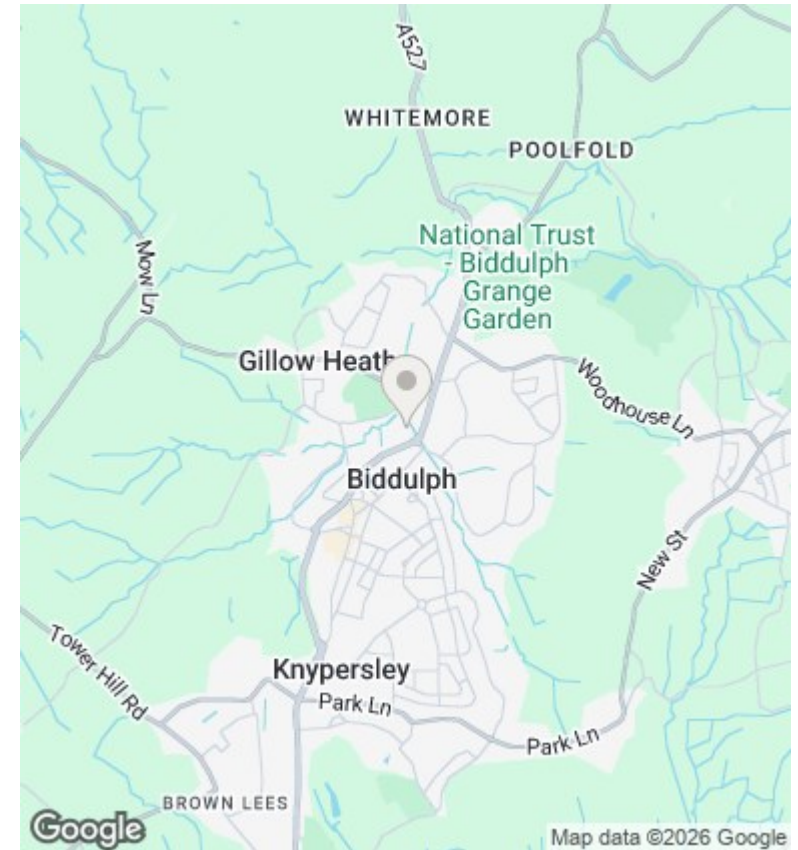 A527
WHITEMORE
POOLFOLD
National Trust
- Biddulph
Grange
Garden
Mow Ln
Gillow Heath
Woodhouse Ln
Biddulph
New St
Tower Hill Rd
Knypersley
Park Ln
Park Ln
BROWN LEES
Google
Map data ©2026 Google